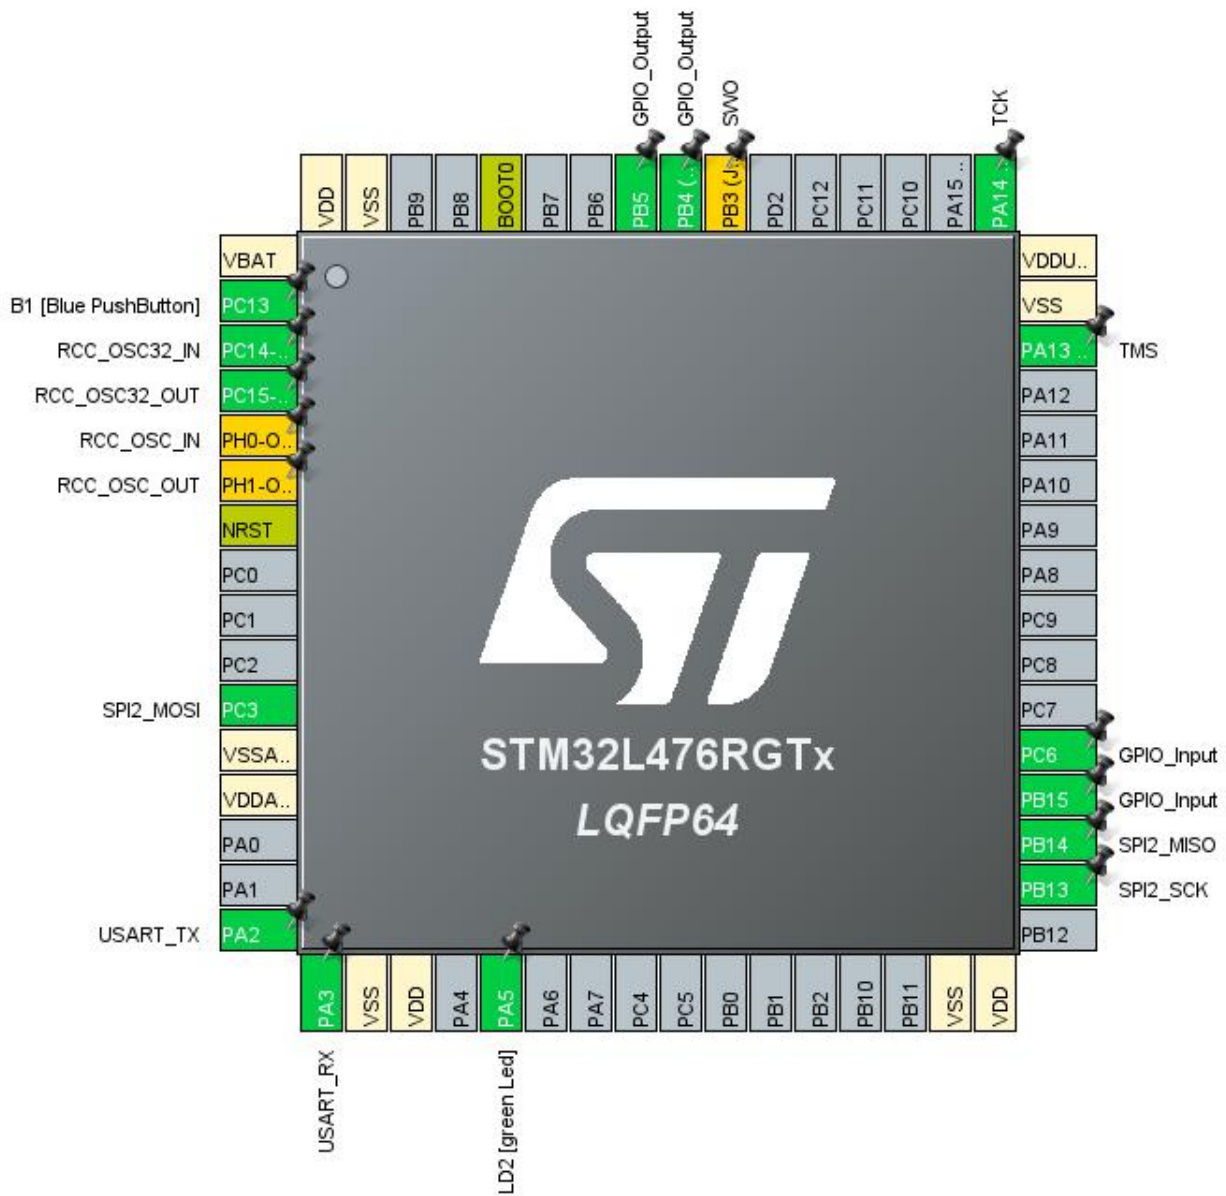 GPIO_Output
GPIO_Output
SWO
TCK
VDD
VSS
PB9
PB8
BOOT0
PB7
PB6
PB5
PB4 (..
PB3 (J..
PD2
PC12
PC11
PC10
PA15 ..
PA14 ..
VBAT
VDDU..
B1 [Blue PushButton]
PC13
VSS
RCC_OSC32_IN
PC14-..
PA13 ..
TMS
RCC_OSC32_OUT
PC15-..
PA12
RCC_OSC_IN
PH0-O..
PA11
RCC_OSC_OUT
PH1-O..
PA10
NRST
PA9
PC0
PA8
PC1
PC9
PC2
PC8
SPI2_MOSI
PC3
PC7
ST
STM32L476RGTx
LQFP64
VSSA..
PC6
GPIO_Input
VDDA..
PB15
GPIO_Input
PA0
PB14
SPI2_MISO
PA1
PB13
SPI2_SCK
USART_TX
PA2
PB12
PA3
VSS
VDD
PA4
PA5
PA6
PA7
PC4
PC5
PB0
PB1
PB2
PB10
PB11
VSS
VDD
USART_RX
LD2 [green Led]